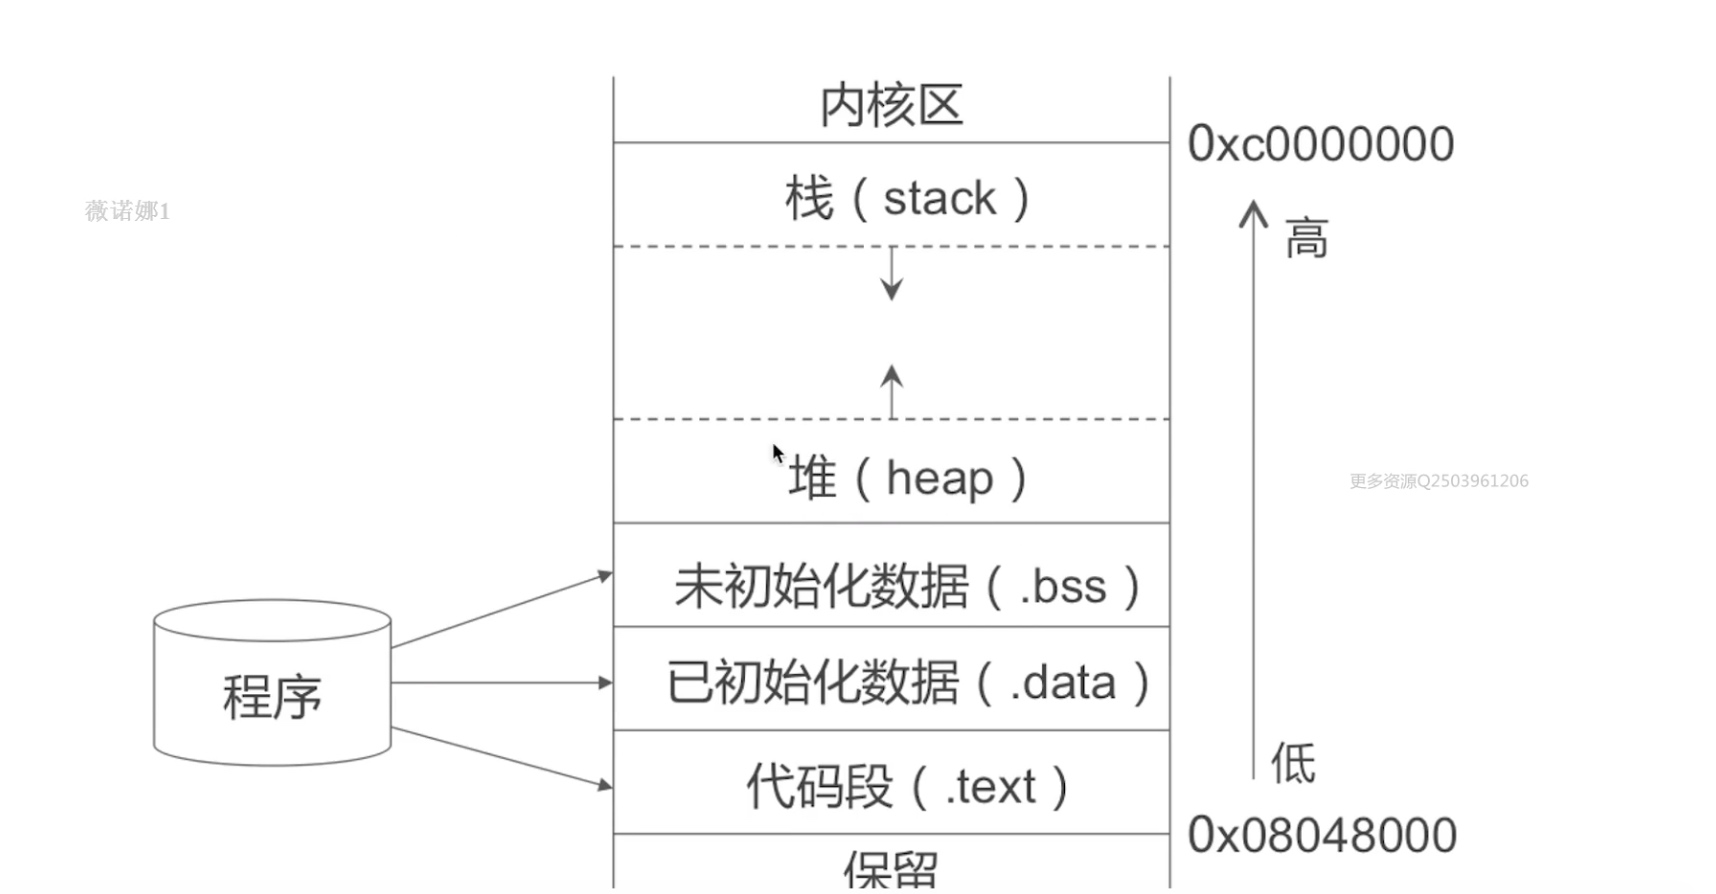 内核区
0xc0000000
栈（stack）
薇诺娜1
高
堆（heap）
更多资源Q2503961206
未初始化数据（.bss）
程序
已初始化数据（.data）
低
代码段（.text）
0x08048000
保留